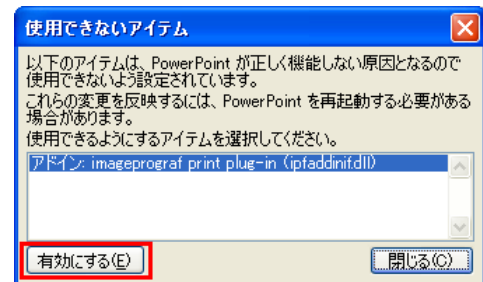 使用できないアイテム
以下のアイテムは、PowerPoint が正しく機能しない原因となるので
使用できないよう設定されています。
これらの変更を反映するには、PowerPoint を再起動する必要がある
場合があります。
使用できるようにするアイテムを選択してください。
アドイン: imageprograf print plug-in (ipfaddinif.dll)
有効にする(E) 閉じる(C)